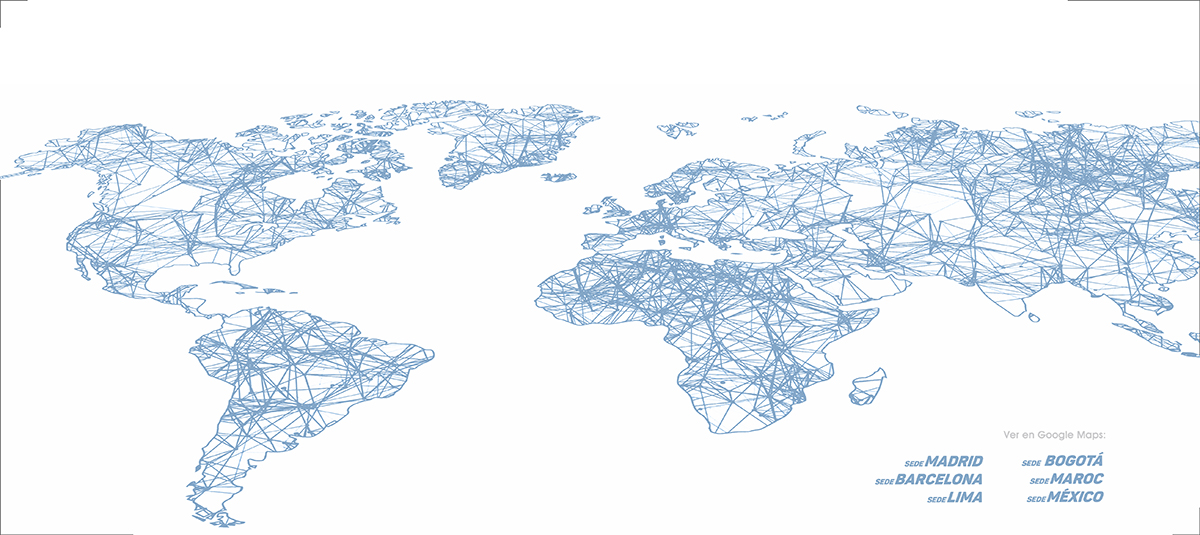 Ver en Google Maps:
SEDE MADRID
SEDE BARCELONA
SEDE LIMA
SEDE BOGOTÁ
SEDE MAROC
SEDE MÉXICO